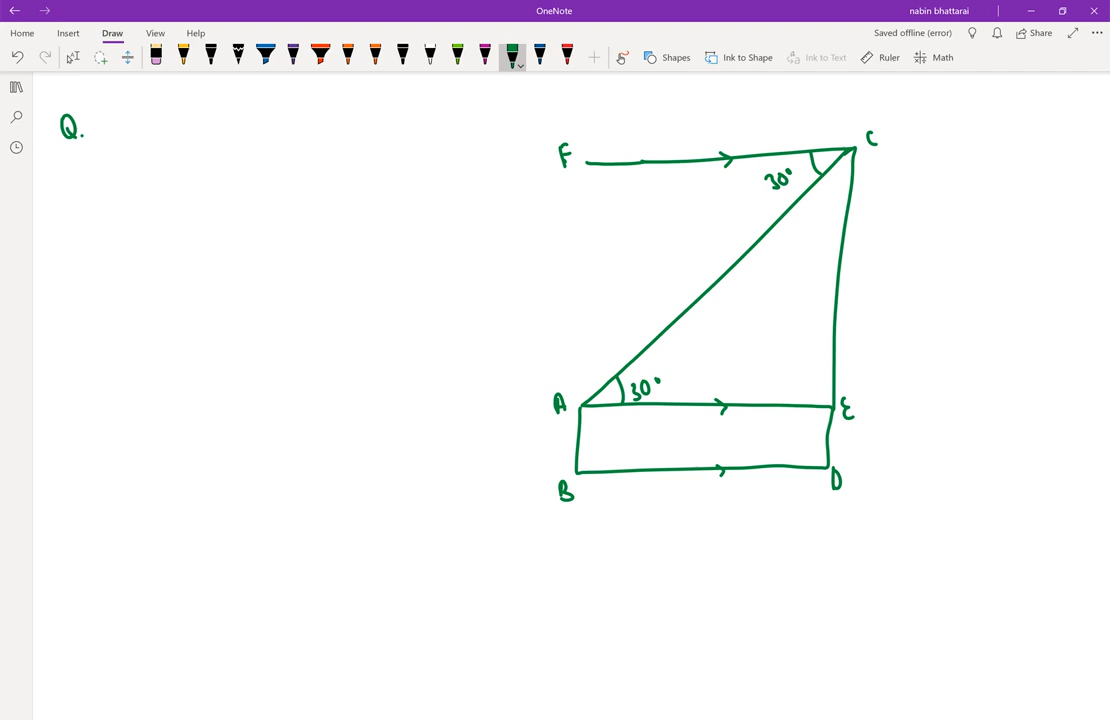 OneNote
nabin bhattarai
Home Insert Draw View Help
Saved offline (error)
Share
Shapes
Ink to Shape
Ink to Text
Ruler
Math
Q.
F
C
30°
A
30°
E
B
D